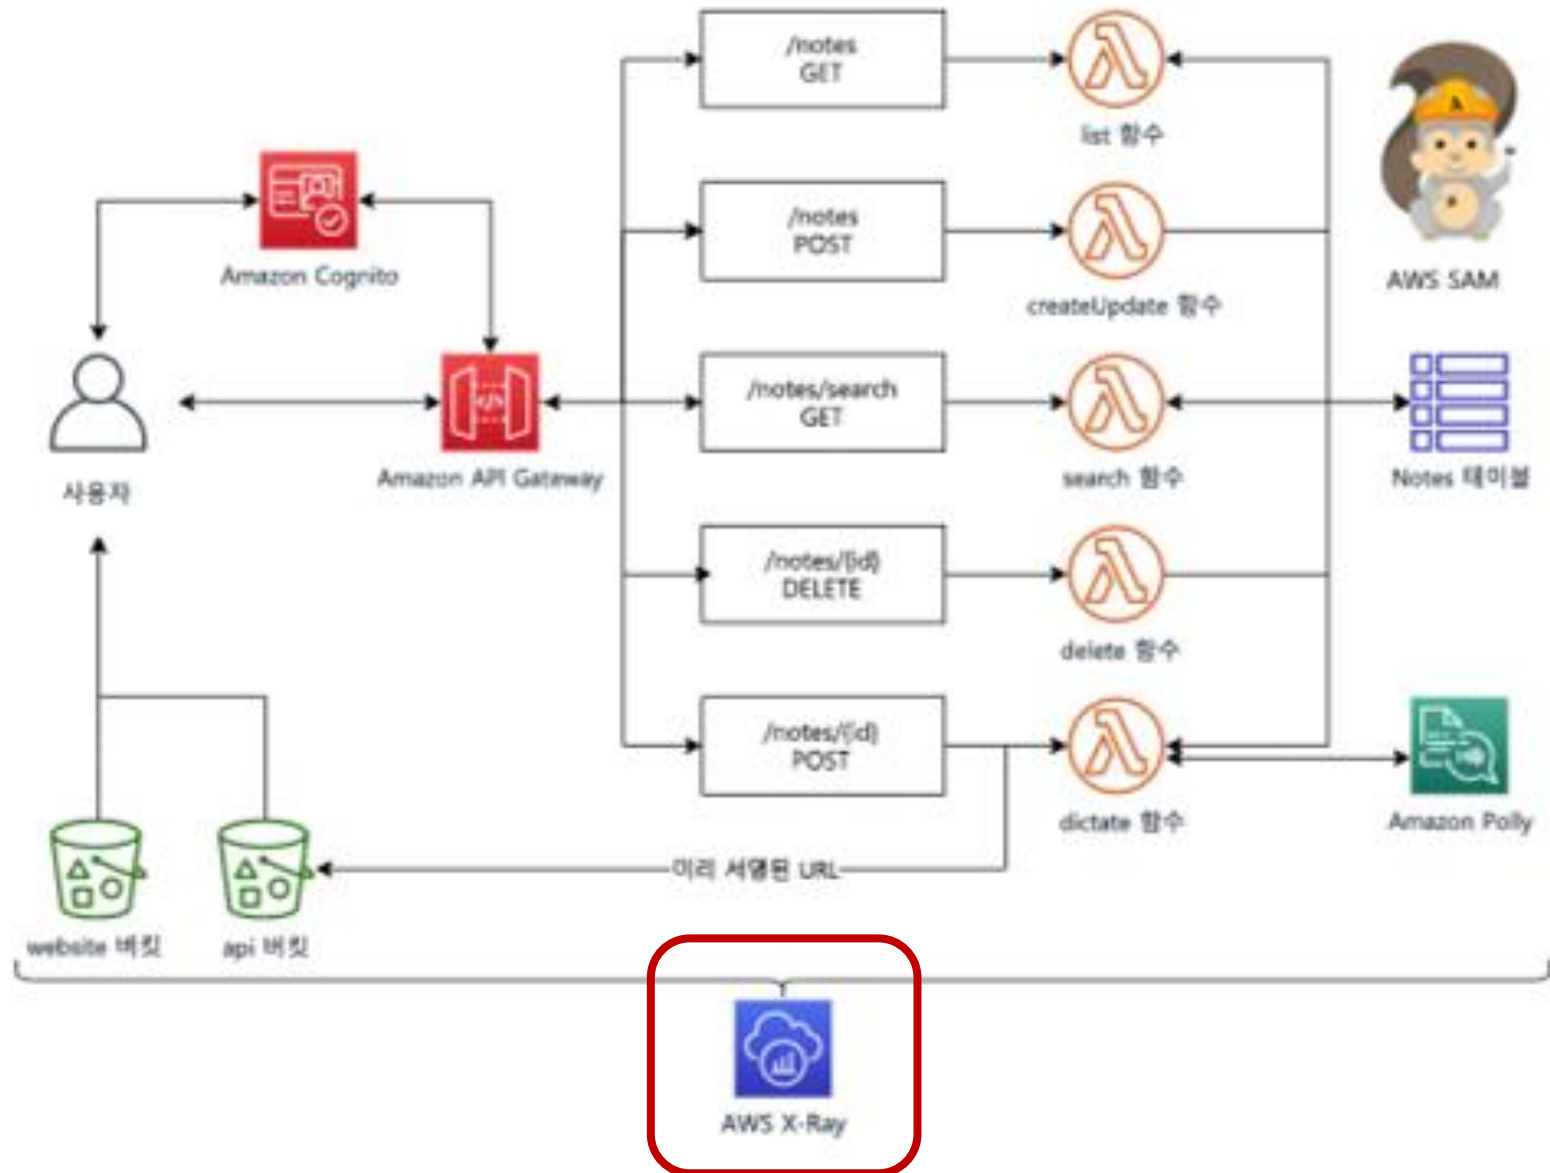 /notes
GET
list 함수
Amazon Cognito
/notes
POST
createUpdate 함수
AWS SAM
사용자
Amazon API Gateway
/notes/search
GET
search 함수
Notes 테이블
/notes/{id}
DELETE
delete 함수
/notes/{id}
POST
dictate 함수
Amazon Polly
미리 서명된 URL
website 버킷
api 버킷
AWS X-Ray